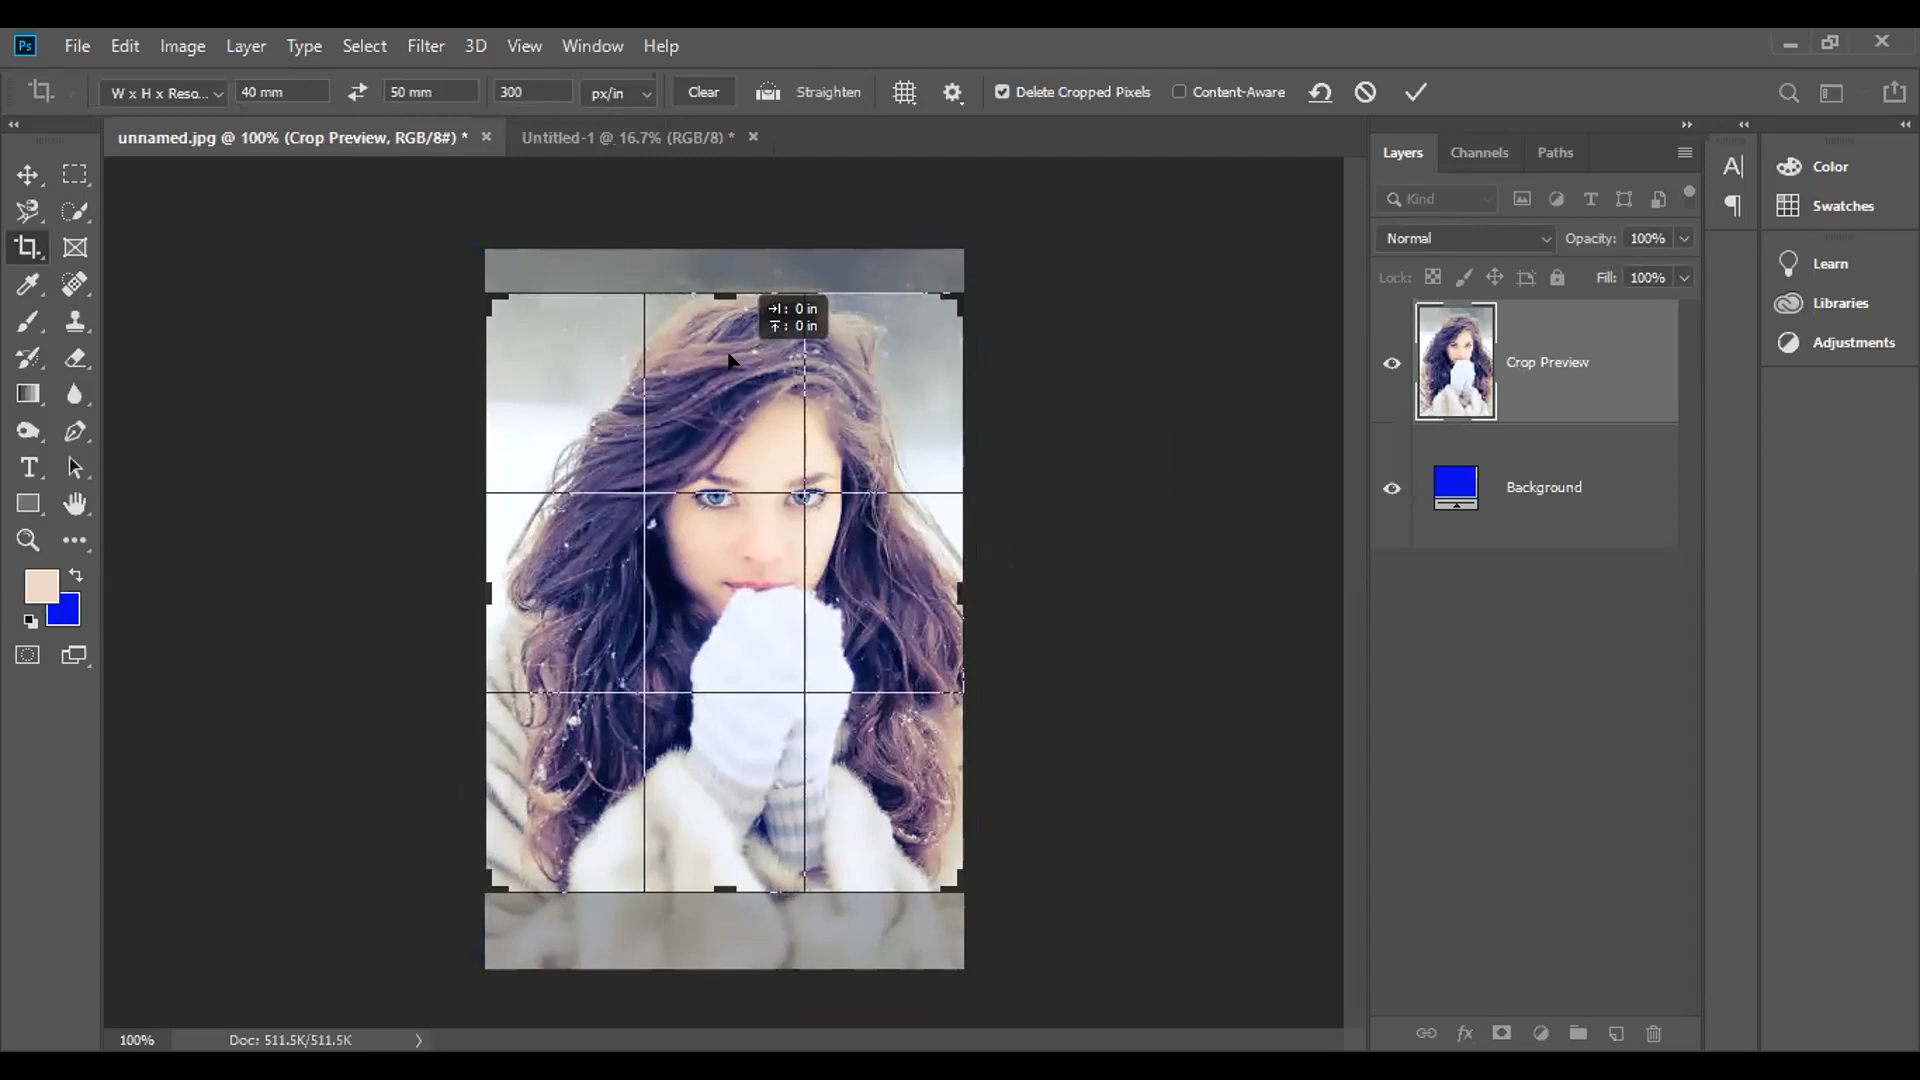 Ps File Edit Image Layer Type Select Filter 3D View Window Help
W x H x Reso... 40 mm 50 mm 300 px/in Clear Straighten Delete Cropped Pixels Content-Aware
unnamed.jpg @ 100% (Crop Preview, RGB/8#) * Untitled-1 @ 16.7% (RGB/8) *
Layers Channels Paths
Kind
Normal Opacity: 100%
Lock: Fill: 100%
Crop Preview
Background
Color
Swatches
Learn
Libraries
Adjustments
: 0 in
: 0 in
100% Doc: 511.5K/511.5K